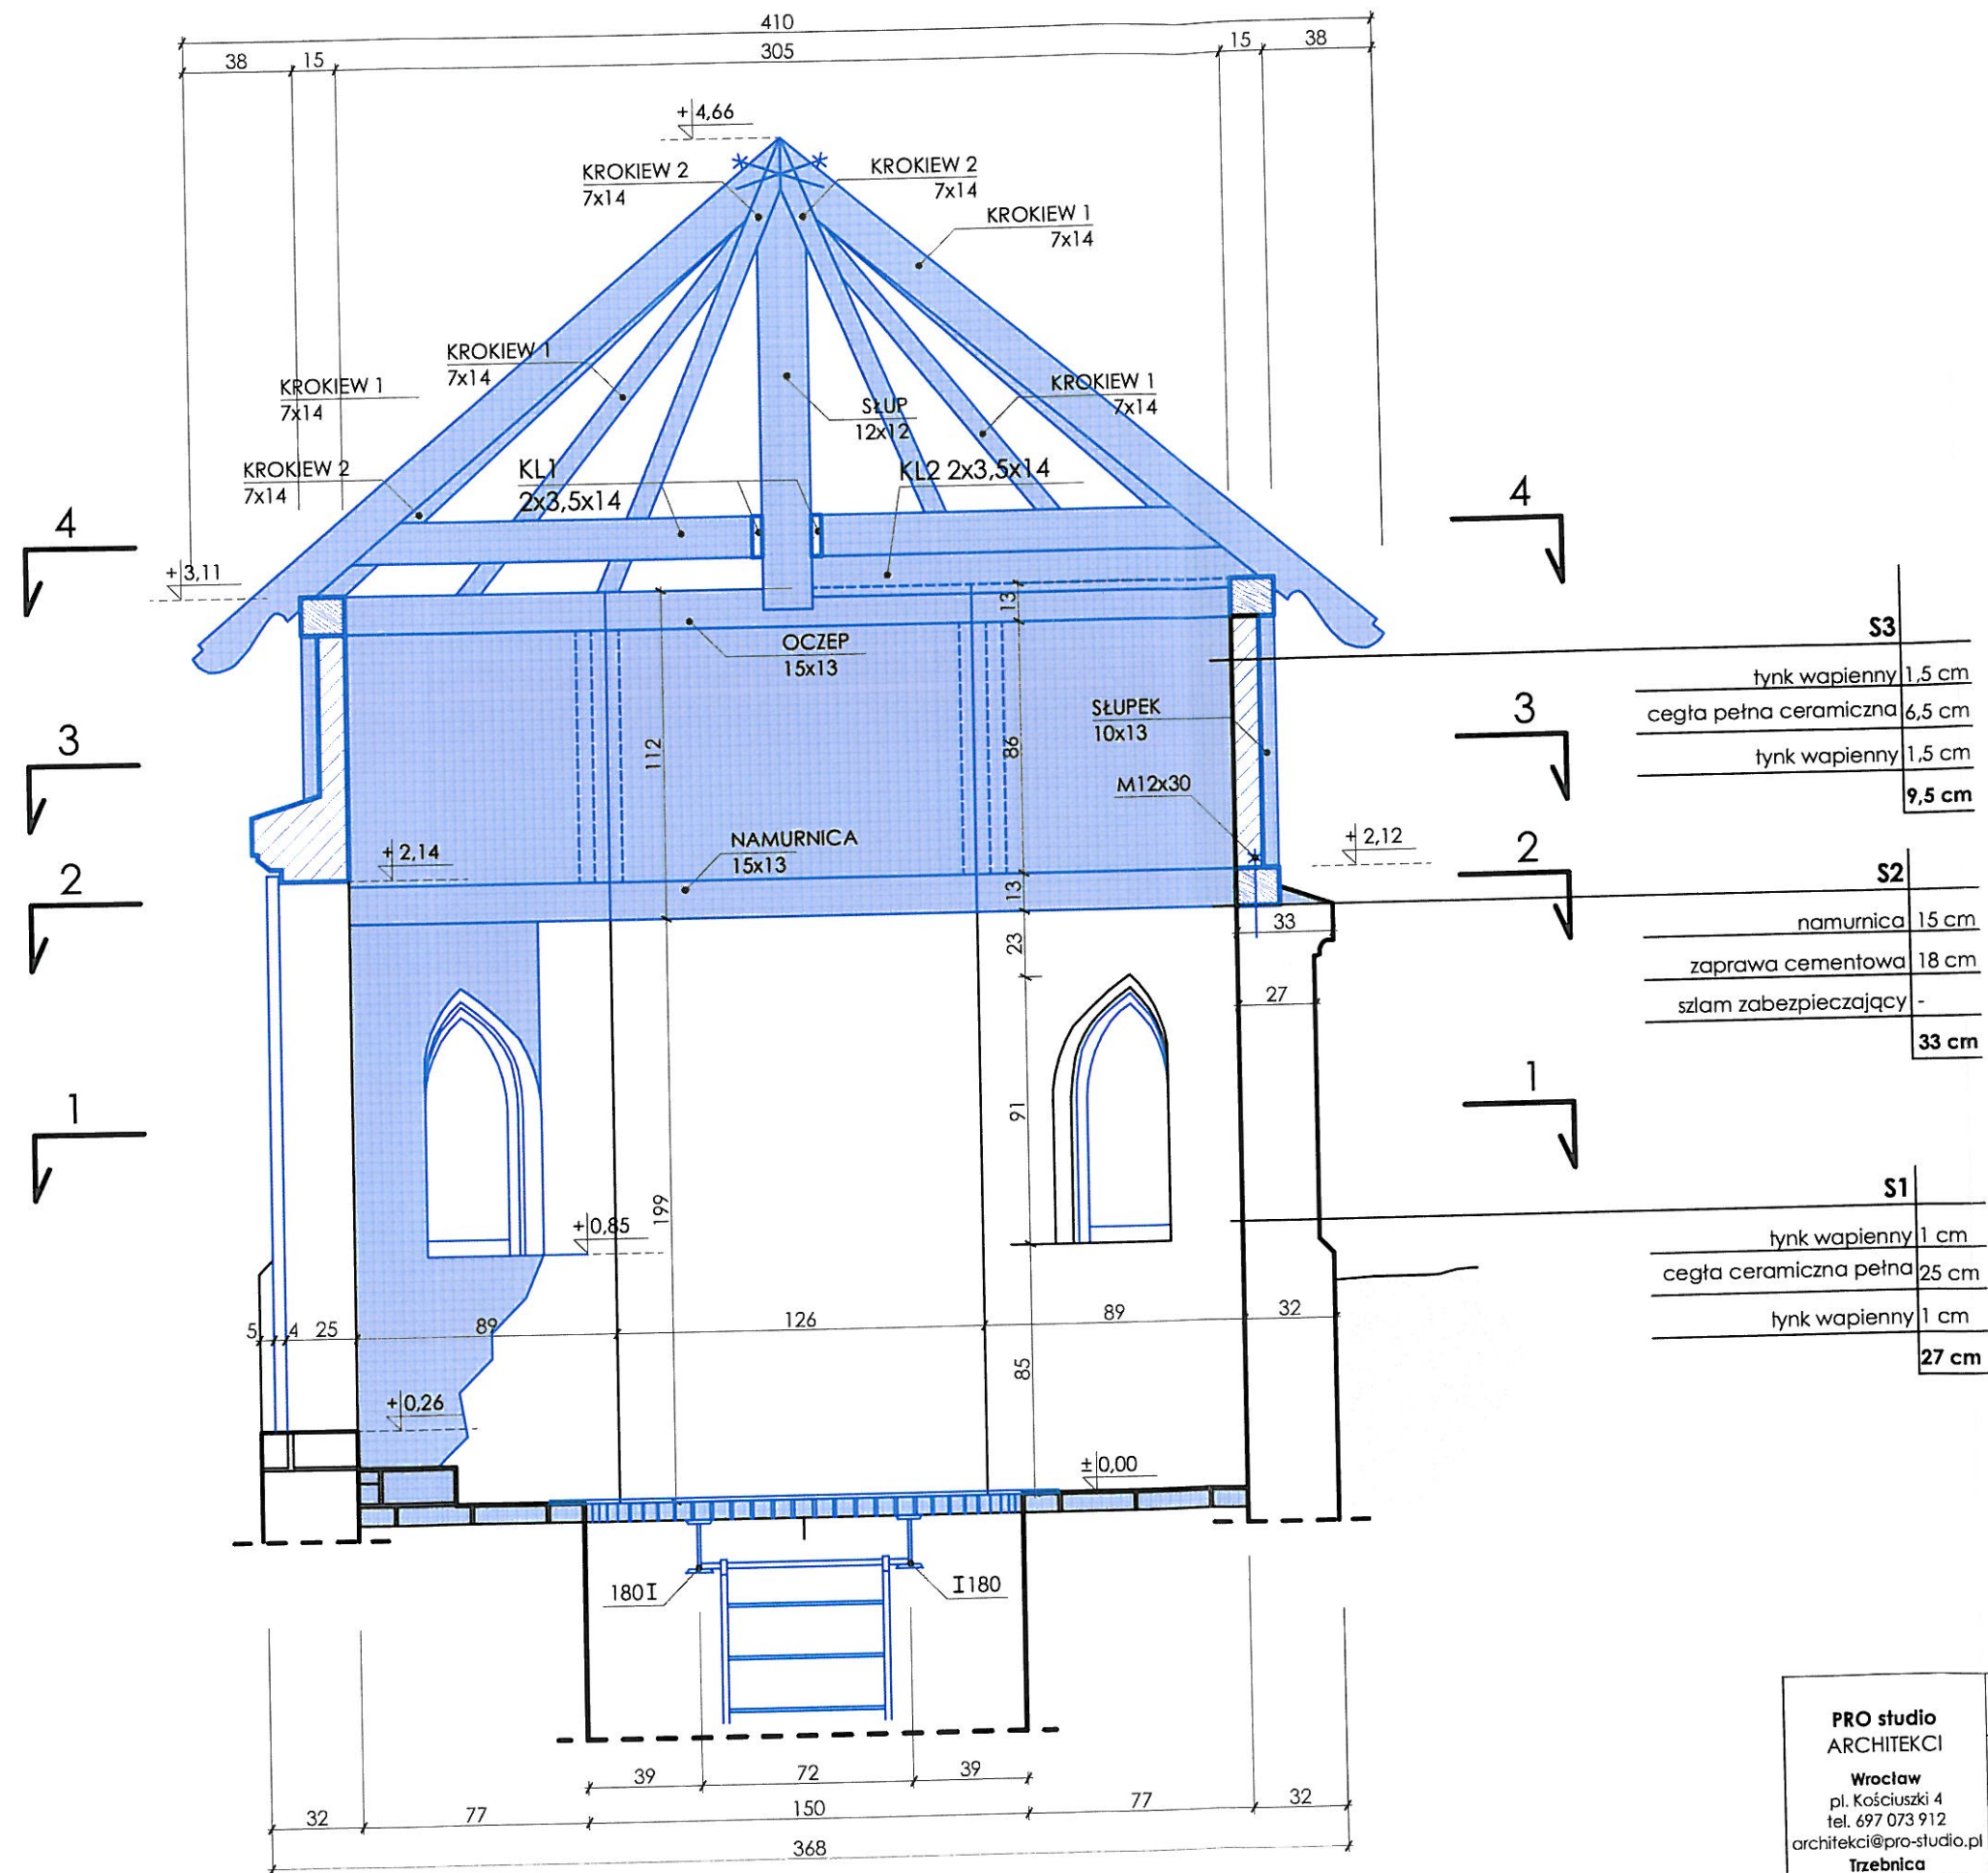 410
38 15 305 15 38
+4,66
KROKIEW 2
7x14
KROKIEW 2
7x14
KROKIEW 1
7x14
KROKIEW 1
7x14
KROKIEW 1
7x14
KROKIEW 1
7x14
SŁUP
12x12
KROKIEW 2
7x14
KL1
2x3,5x14
KL2 2x3,5x14
4
4
+3,11
13
OCZEP
15x13
S3
tynk wapienny 1,5 cm
cegła pełna ceramiczna 6,5 cm
tynk wapienny 1,5 cm
9,5 cm
3
3
112
86
SŁUPEK
10x13
M12x30
+2,14
NAMURNICA
15x13
+2,12
2
2
13
33
23
27
S2
namurnica 15 cm
zaprawa cementowa 18 cm
szlam zabezpieczający -
33 cm
1
1
91
199
+0,85
S1
tynk wapienny 1 cm
cegła ceramiczna pełna 25 cm
tynk wapienny 1 cm
27 cm
5 4 25 89 126 89 32
85
+0,26
±0,00
180I
I180
39 72 39
32 77 150 77 32
368
PRO studio
ARCHITEKCI
Wrocław
pl. Kościuszki 4
tel. 697 073 912
architekci@pro-studio.pl
Trzebnica